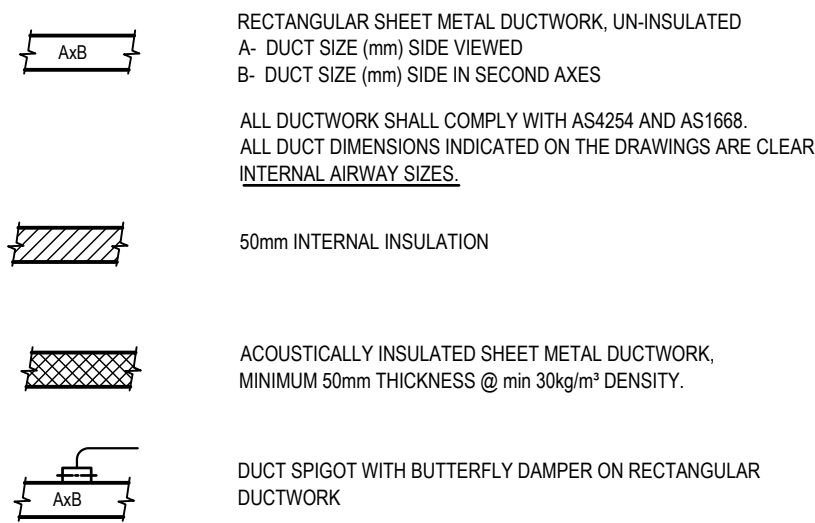 AxB
RECTANGULAR SHEET METAL DUCTWORK, UN-INSULATED
A- DUCT SIZE (mm) SIDE VIEWED
B- DUCT SIZE (mm) SIDE IN SECOND AXES
ALL DUCTWORK SHALL COMPLY WITH AS4254 AND AS1668.
ALL DUCT DIMENSIONS INDICATED ON THE DRAWINGS ARE CLEAR
INTERNAL AIRWAY SIZES.
50mm INTERNAL INSULATION
ACOUSTICALLY INSULATED SHEET METAL DUCTWORK,
MINIMUM 50mm THICKNESS @ min 30kg/m³ DENSITY.
AxB
DUCT SPIGOT WITH BUTTERFLY DAMPER ON RECTANGULAR
DUCTWORK